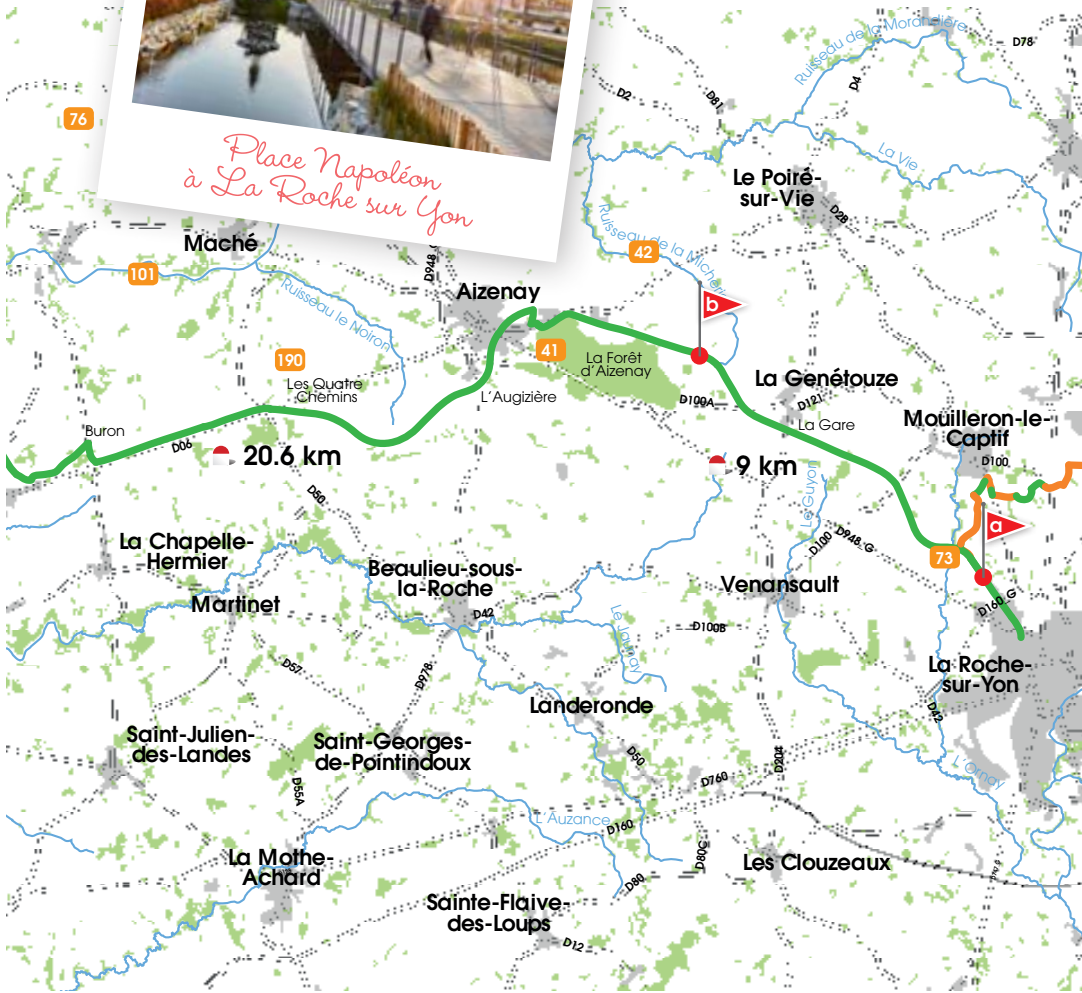 Place Napoléon
à La Roche sur Yon
Ruisseau de la Morandière
D78
D4
D2
D81
76
La Vie
Le Poiré-
sur-Vie
D28
Maché
101
D948
Ruisseau de la Micherie
42
Ruisseau le Noiron
Aizenay
b
190
41
La Forêt
d'Aizenay
Les Quatre
Chemins
L'Augizière
D100A
La Genétouze
D121
La Gare
Mouilleron-le-
Captif
D100
Buron
D06
20.6 km
9 km
D50
Le Guyon
D100
D948_G
a
73
La Chapelle-
Hermier
Martinet
Beaulieu-sous-
la-Roche
D42
Venansault
D160_G
Le Jaunay
D100B
D57
D978
La Roche-
sur-Yon
D42
Landeronde
Saint-Julien-
des-Landes
Saint-Georges-
de-Pointindoux
D50
D204
D760
L'Ornay
D55A
L'Auzance
D160
D80C
La Mothe-
Achard
Les Clouzeaux
D80
Sainte-Flaive-
des-Loups
D12